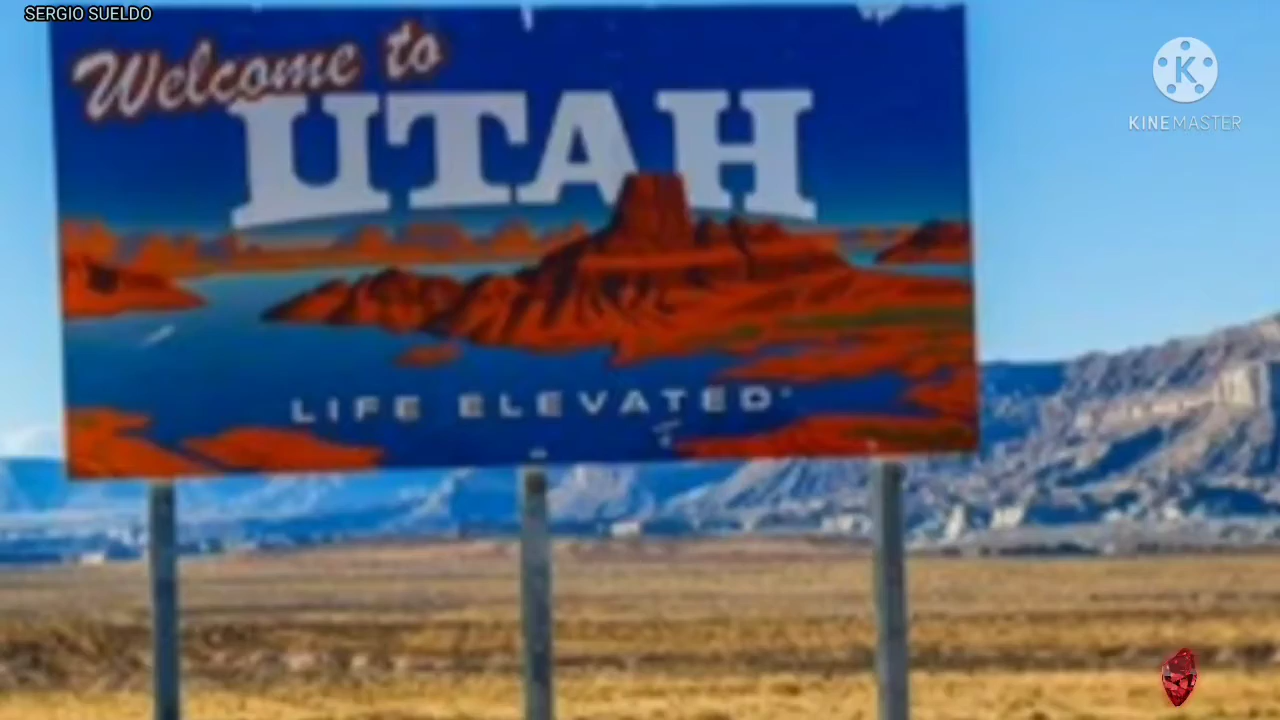 SERGIO SUELDO
Welcome to
UTAH
LIFE ELEVATED
K
KINEMASTER